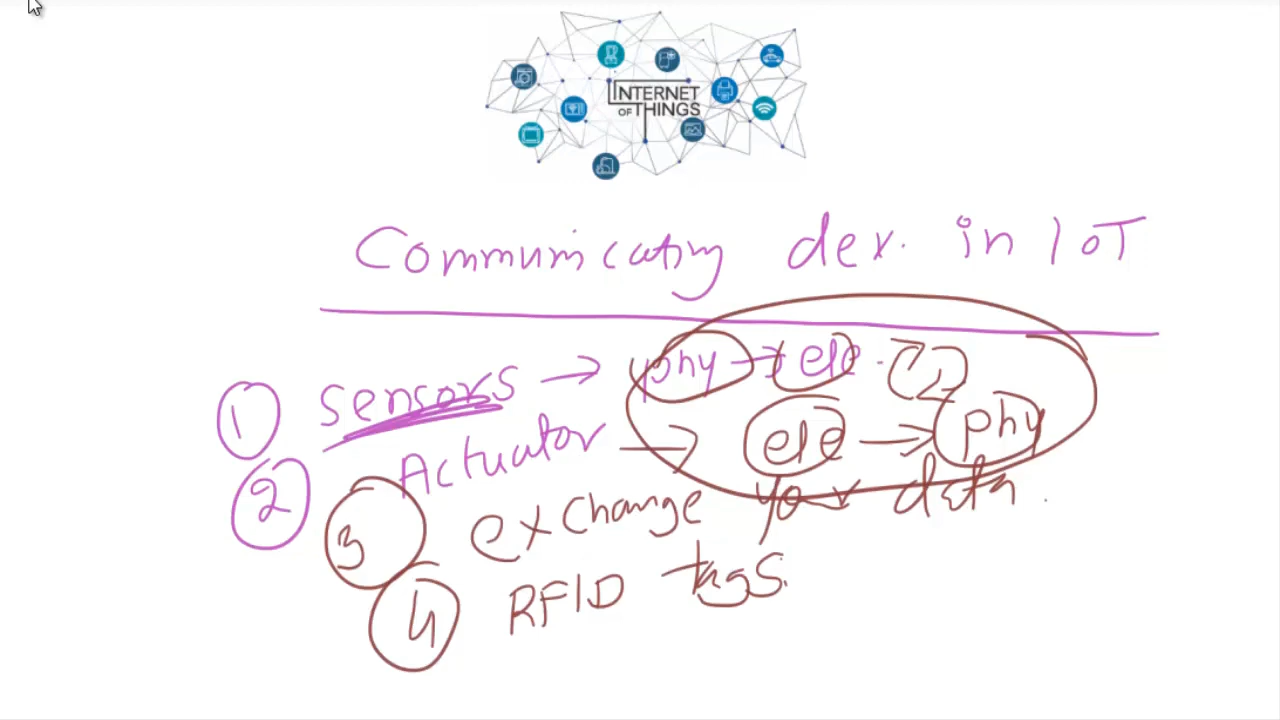 INTERNET
OF THINGS
Communicating dev. in IoT
1 sensors → phy → ele.
2 Actuator → ele → phy
3 exchange your data.
4 RFID tags.